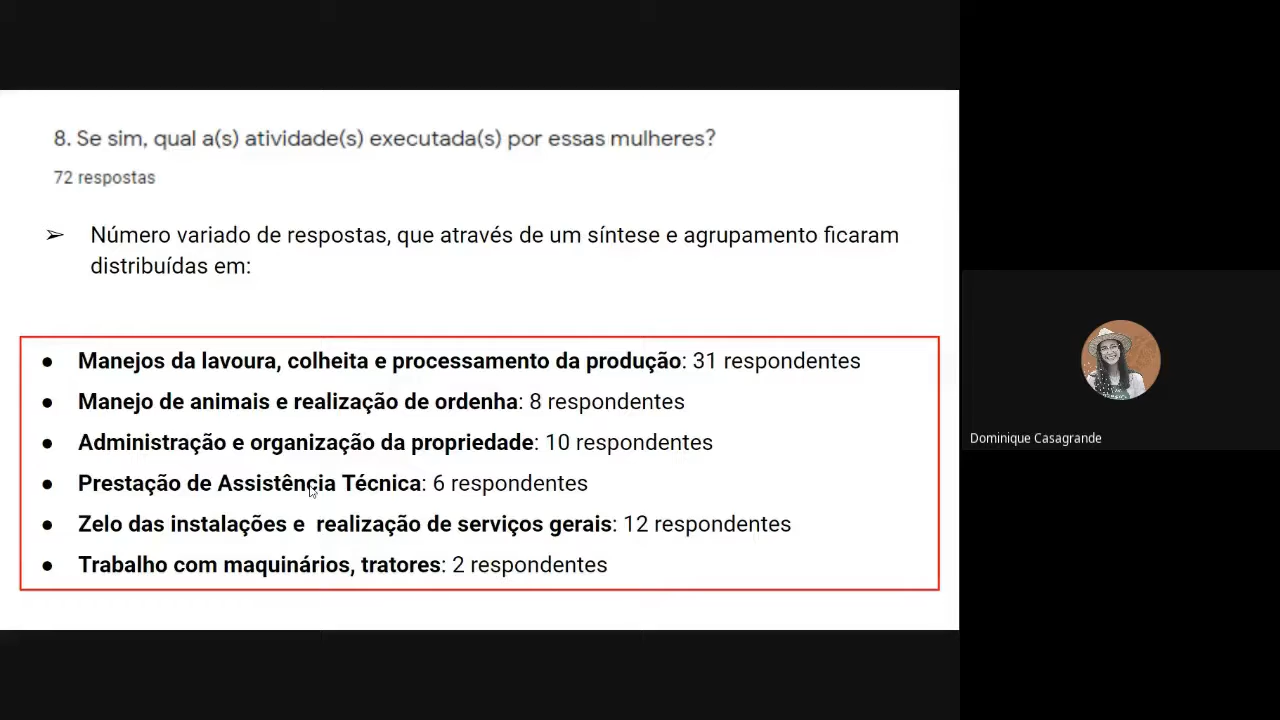 8. Se sim, qual a(s) atividade(s) executada(s) por essas mulheres?
72 respostas
➢ Número variado de respostas, que através de um síntese e agrupamento ficaram
distribuídas em:
● Manejos da lavoura, colheita e processamento da produção: 31 respondentes
● Manejo de animais e realização de ordenha: 8 respondentes
● Administração e organização da propriedade: 10 respondentes
● Prestação de Assistência Técnica: 6 respondentes
● Zelo das instalações e realização de serviços gerais: 12 respondentes
● Trabalho com maquinários, tratores: 2 respondentes
Dominique Casagrande